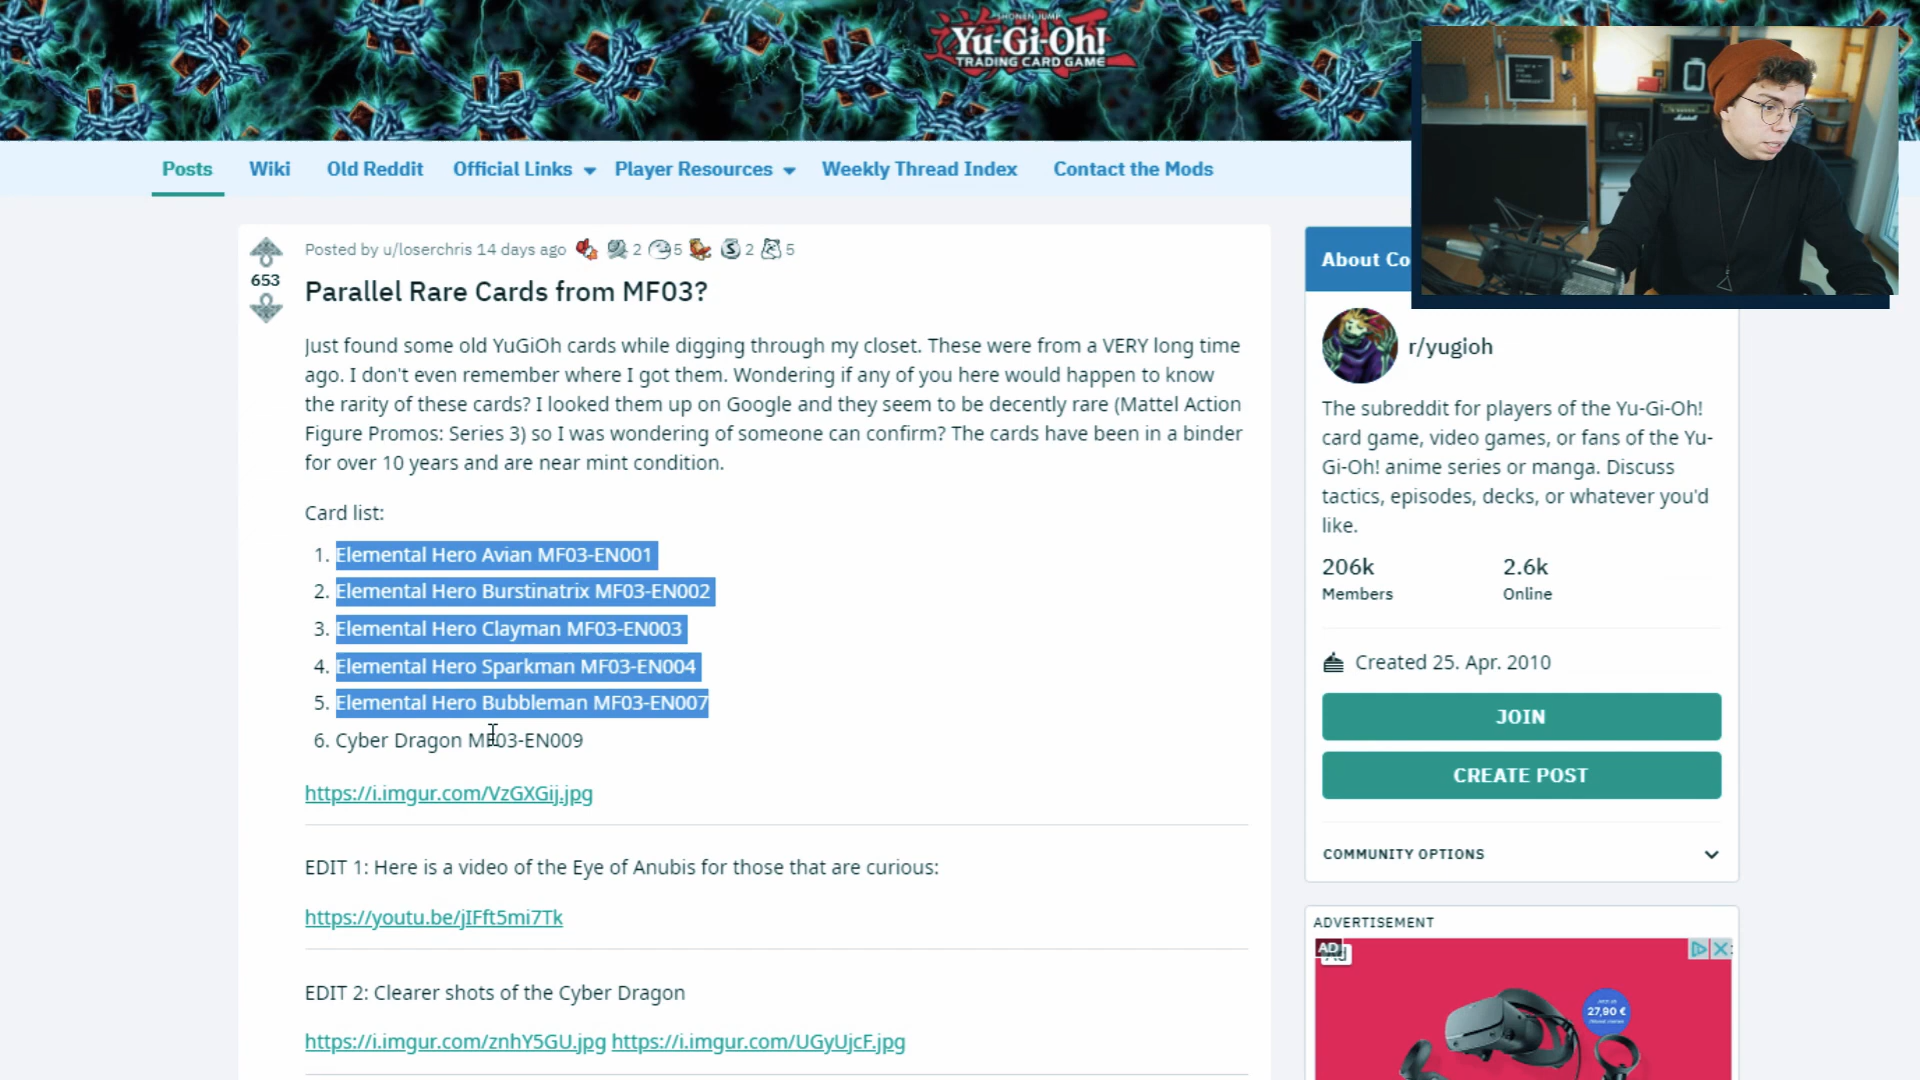 SHONEN JUMP
Yu-Gi-Oh!
TRADING CARD GAME
Posts
Wiki
Old Reddit
Official Links
Player Resources
Weekly Thread Index
Contact the Mods
Posted by u/loserchris 14 days ago
2
5
2
5
653
Parallel Rare Cards from MF03?
Just found some old YuGiOh cards while digging through my closet. These were from a VERY long time
ago. I don't even remember where I got them. Wondering if any of you here would happen to know
the rarity of these cards? I looked them up on Google and they seem to be decently rare (Mattel Action
Figure Promos: Series 3) so I was wondering of someone can confirm? The cards have been in a binder
for over 10 years and are near mint condition.
Card list:
1. Elemental Hero Avian MF03-EN001
2. Elemental Hero Burstinatrix MF03-EN002
3. Elemental Hero Clayman MF03-EN003
4. Elemental Hero Sparkman MF03-EN004
5. Elemental Hero Bubbleman MF03-EN007
6. Cyber Dragon MF03-EN009
https://i.imgur.com/VzGXGij.jpg
EDIT 1: Here is a video of the Eye of Anubis for those that are curious:
https://youtu.be/jIFft5mi7Tk
EDIT 2: Clearer shots of the Cyber Dragon
https://i.imgur.com/znhY5GU.jpg https://i.imgur.com/UGyUjcF.jpg
About Co
r/yugioh
The subreddit for players of the Yu-Gi-Oh!
card game, video games, or fans of the Yu-
Gi-Oh! anime series or manga. Discuss
tactics, episodes, decks, or whatever you'd
like.
206k
Members
2.6k
Online
Created 25. Apr. 2010
JOIN
CREATE POST
COMMUNITY OPTIONS
ADVERTISEMENT
AD
27,90 €